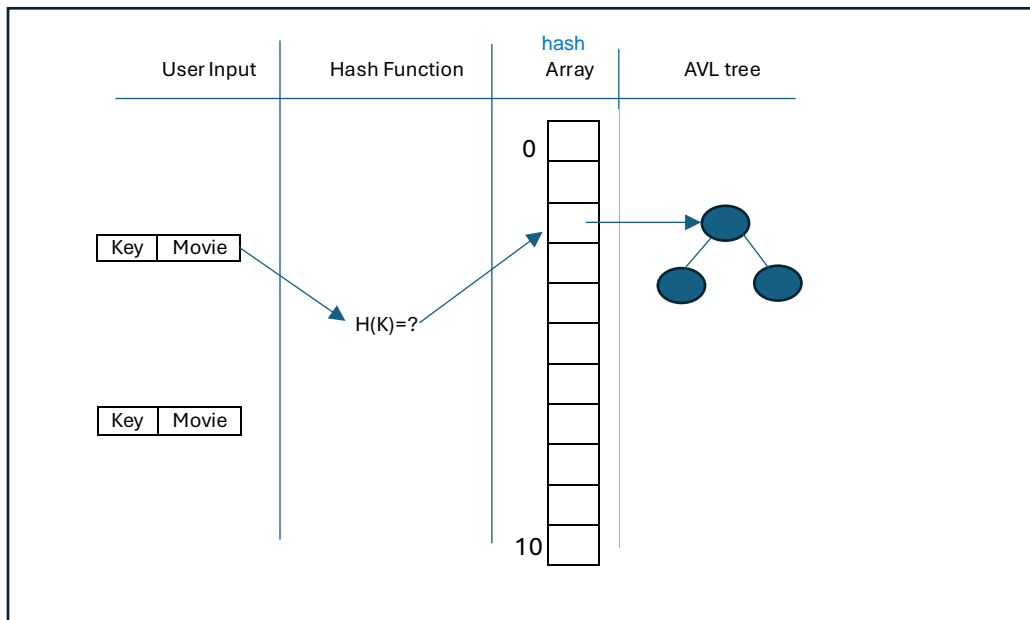 hash
User Input Hash Function Array AVL tree
0
Key Movie
H(K)=?
Key Movie
10